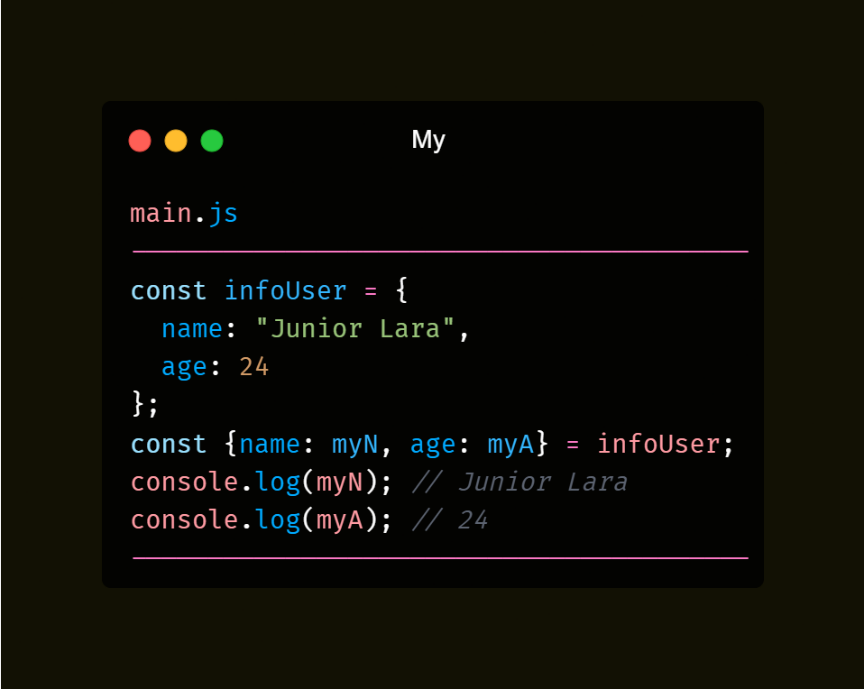 My
main.js
const infoUser = {
  name: "Junior Lara",
  age: 24
};
const {name: myN, age: myA} = infoUser;
console.log(myN); // Junior Lara
console.log(myA); // 24